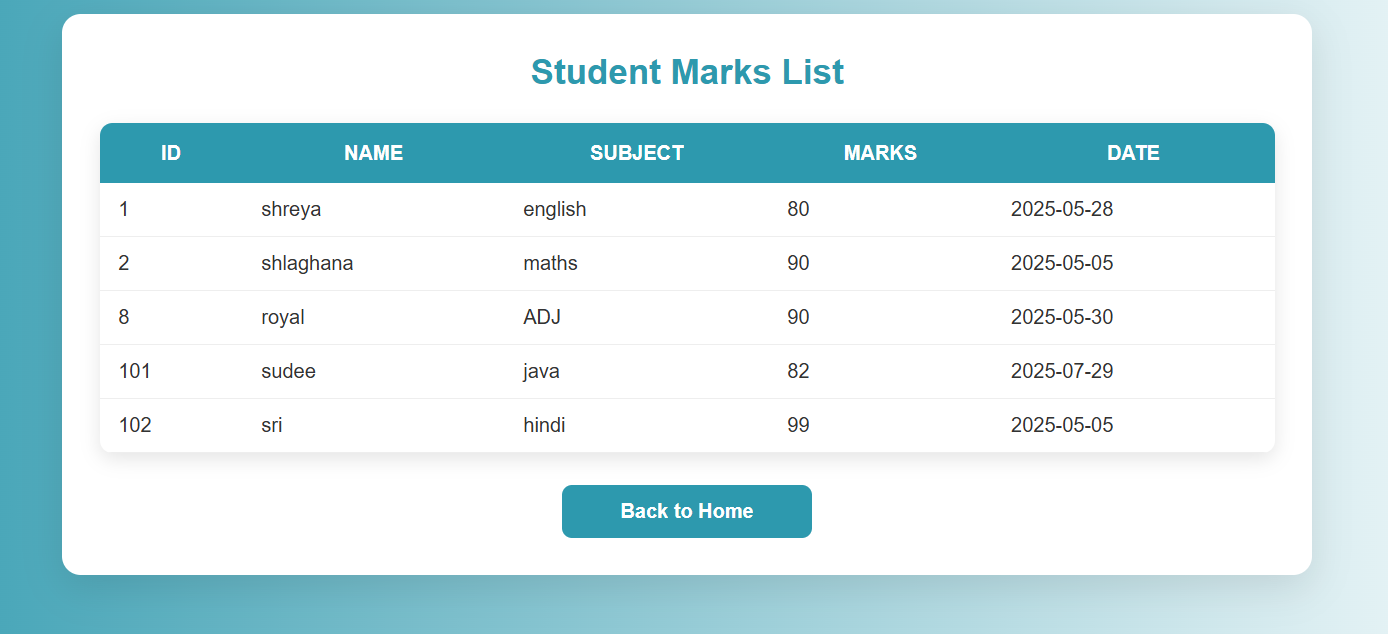 Student Marks List
ID NAME SUBJECT MARKS DATE
1 shreya english 80 2025-05-28
2 shlaghana maths 90 2025-05-05
8 royal ADJ 90 2025-05-30
101 sudee java 82 2025-07-29
102 sri hindi 99 2025-05-05
Back to Home